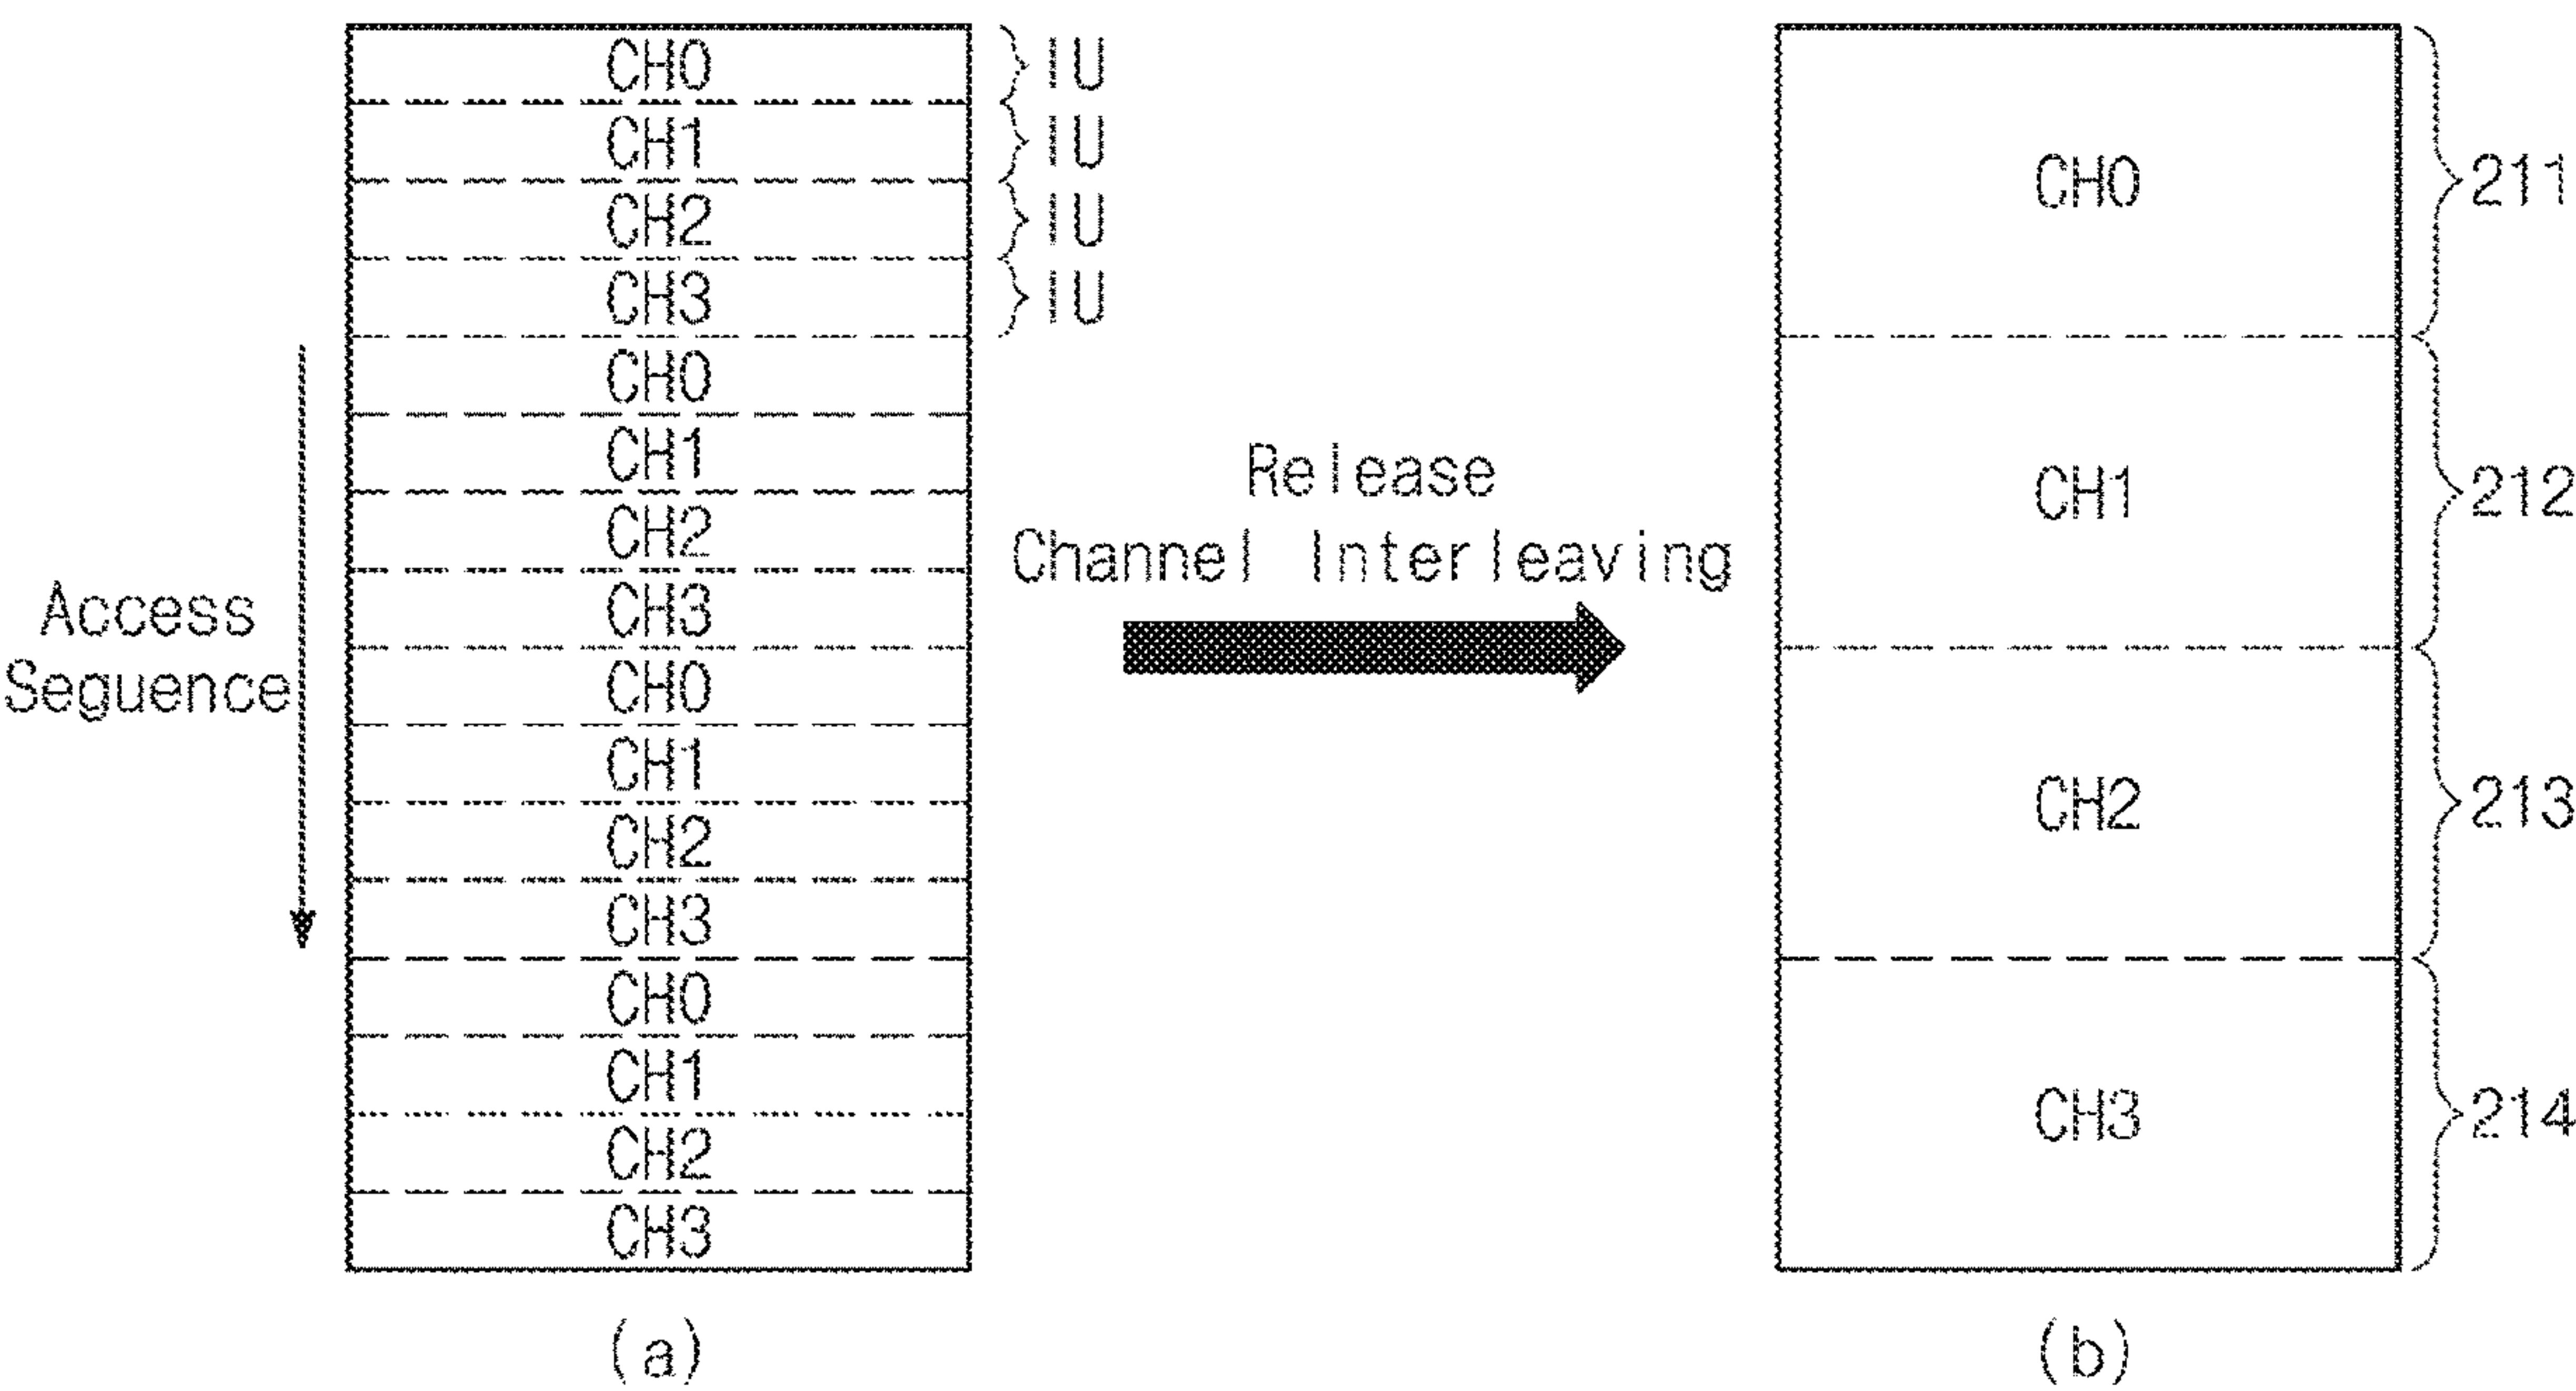 CH0
CH1
CH2
CH3
CH0
CH1
CH2
CH3
CH0
CH1
CH2
CH3
CH0
CH1
CH2
CH3
IU
IU
IU
IU
Access
Seguence
(a)
Release
Channel Interleaving
CH0
CH1
CH2
CH3
211
212
213
214
(b)